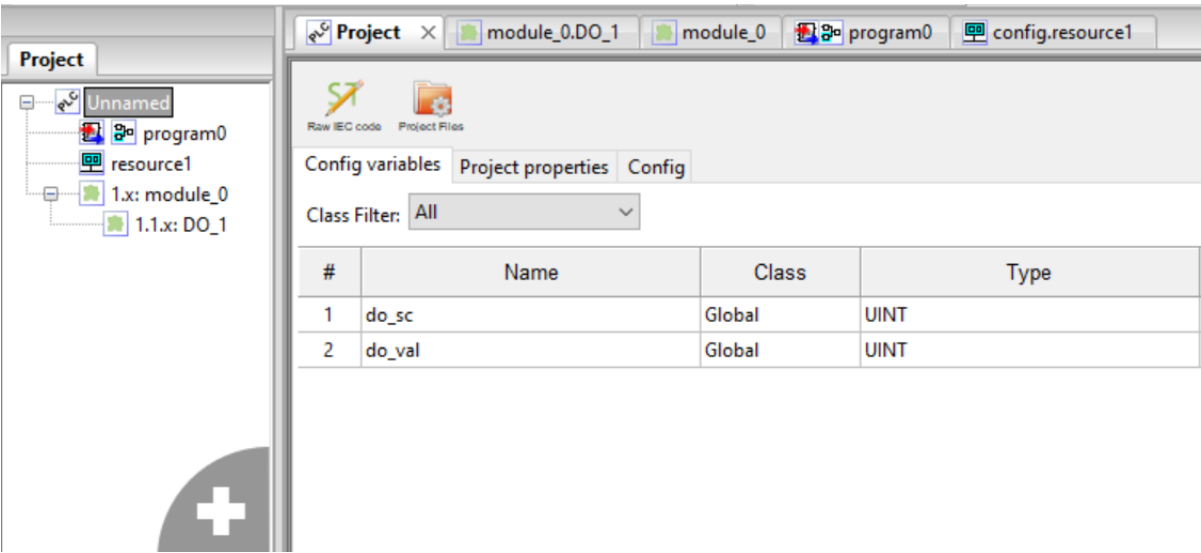 Project
Unnamed
program0
resource1
1.x: module_0
1.1.x: DO_1
Project module_0.DO_1 module_0 program0 config.resource1
Raw IEC code Project Files
Config variables Project properties Config
Class Filter: All
# Name Class Type
1 do_sc Global UINT
2 do_val Global UINT